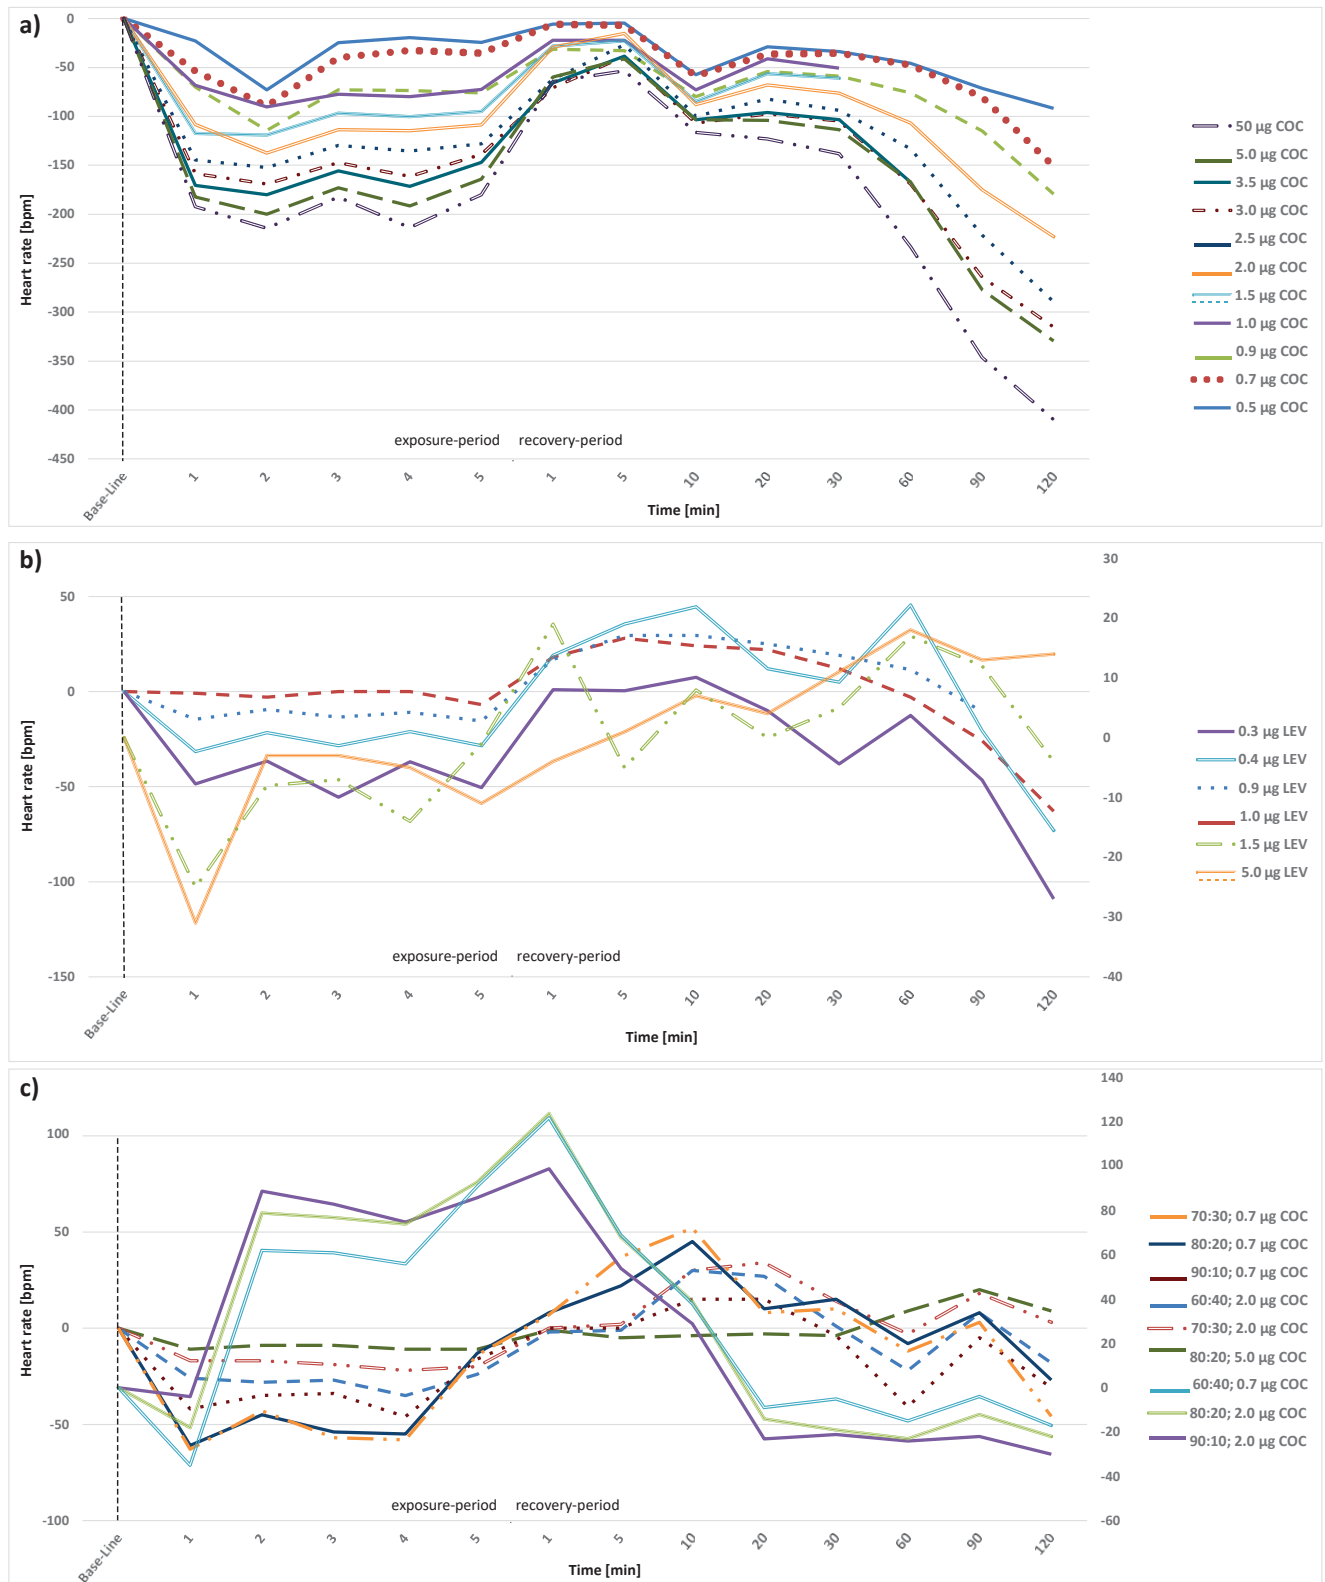 a)
0
-50
-100
-150
-200
-250
-300
-350
-400
-450
Heart rate [bpm]
exposure-period recovery-period
Base-Line 1 2 3 4 5 1 5 10 20 30 60 90 120
Time [min]
50 µg COC
5.0 µg COC
3.5 µg COC
3.0 µg COC
2.5 µg COC
2.0 µg COC
1.5 µg COC
1.0 µg COC
0.9 µg COC
0.7 µg COC
0.5 µg COC
b)
50
0
-50
-100
-150
Heart rate [bpm]
30
20
10
0
-10
-20
-30
-40
exposure-period recovery-period
Base-Line 1 2 3 4 5 1 5 10 20 30 60 90 120
Time [min]
0.3 µg LEV
0.4 µg LEV
0.9 µg LEV
1.0 µg LEV
1.5 µg LEV
5.0 µg LEV
c)
100
50
0
-50
-100
Heart rate [bpm]
140
120
100
80
60
40
20
0
-20
-40
-60
exposure-period recovery-period
Base-Line 1 2 3 4 5 1 5 10 20 30 60 90 120
Time [min]
70:30; 0.7 µg COC
80:20; 0.7 µg COC
90:10; 0.7 µg COC
60:40; 2.0 µg COC
70:30; 2.0 µg COC
80:20; 5.0 µg COC
60:40; 0.7 µg COC
80:20; 2.0 µg COC
90:10; 2.0 µg COC